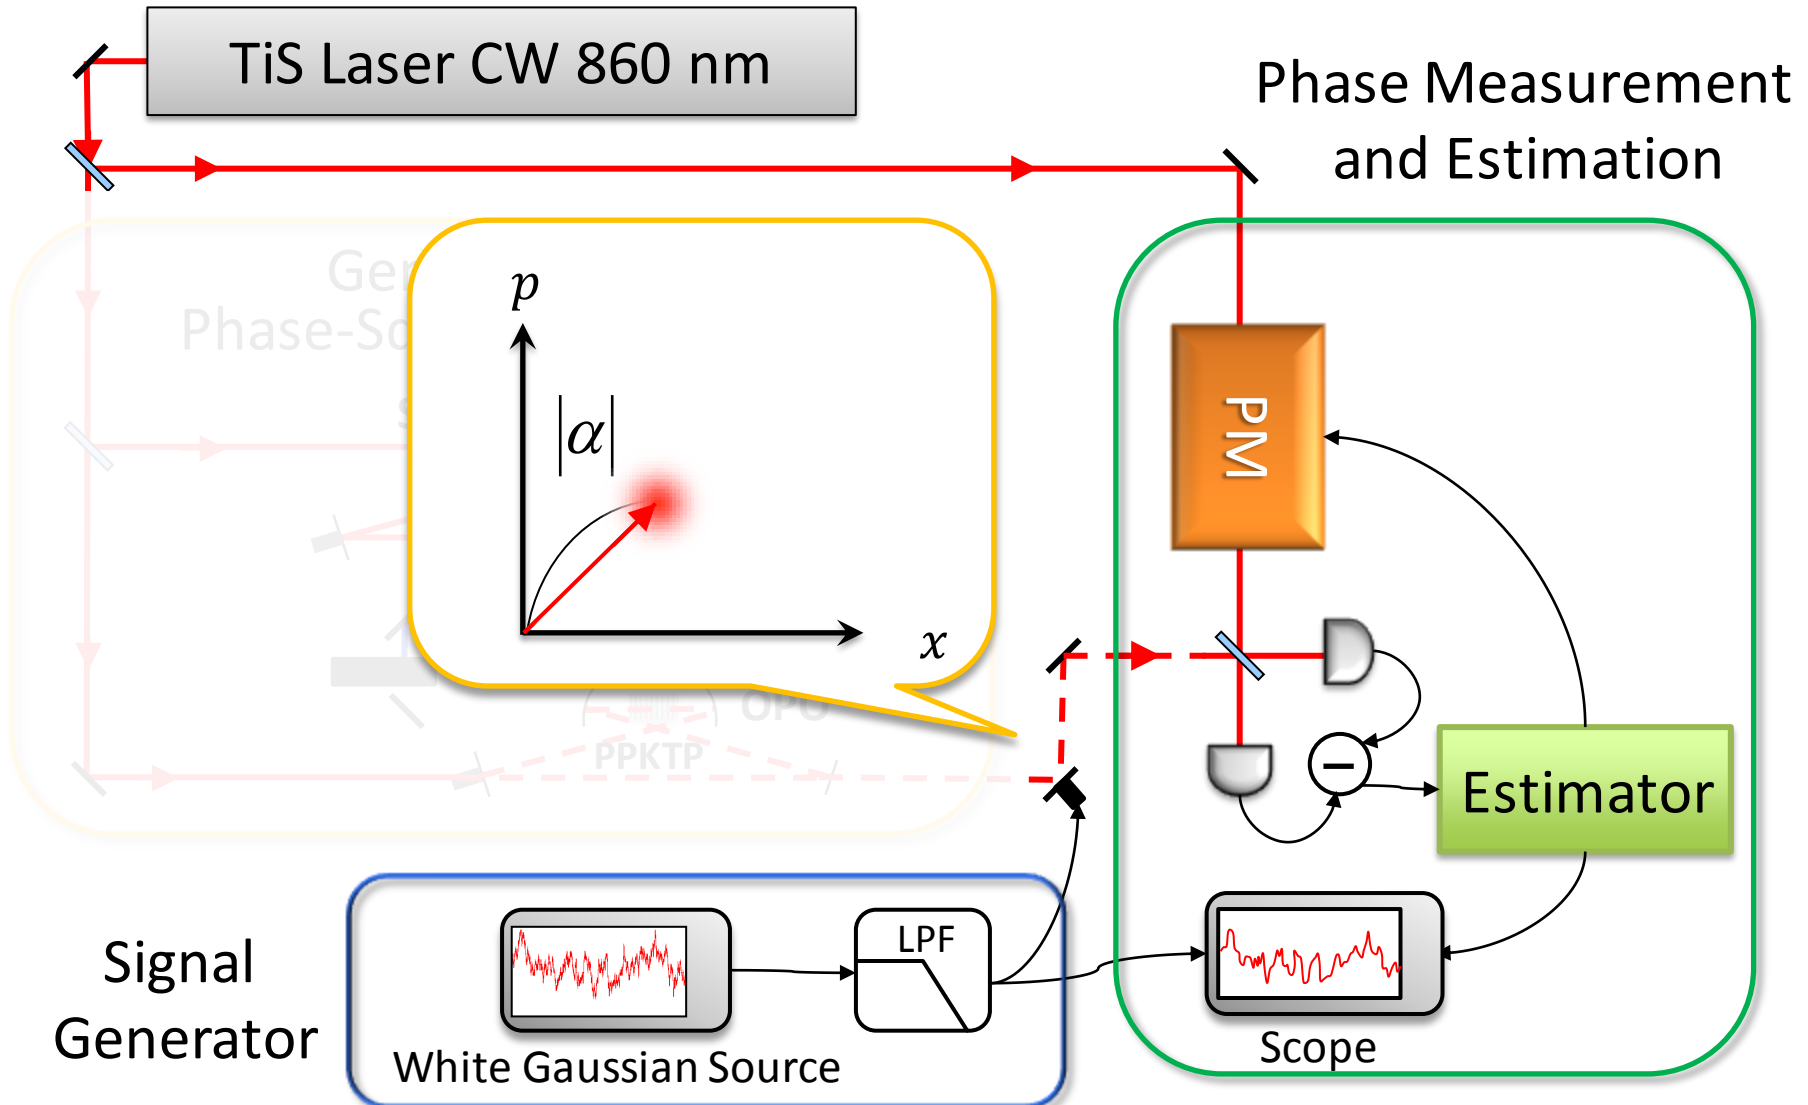 TiS Laser CW 860 nm
Phase Measurement
and Estimation
p
|α|
x
PM
OPO
PPKTP
Estimator
LPF
Signal
Generator
White Gaussian Source
Scope